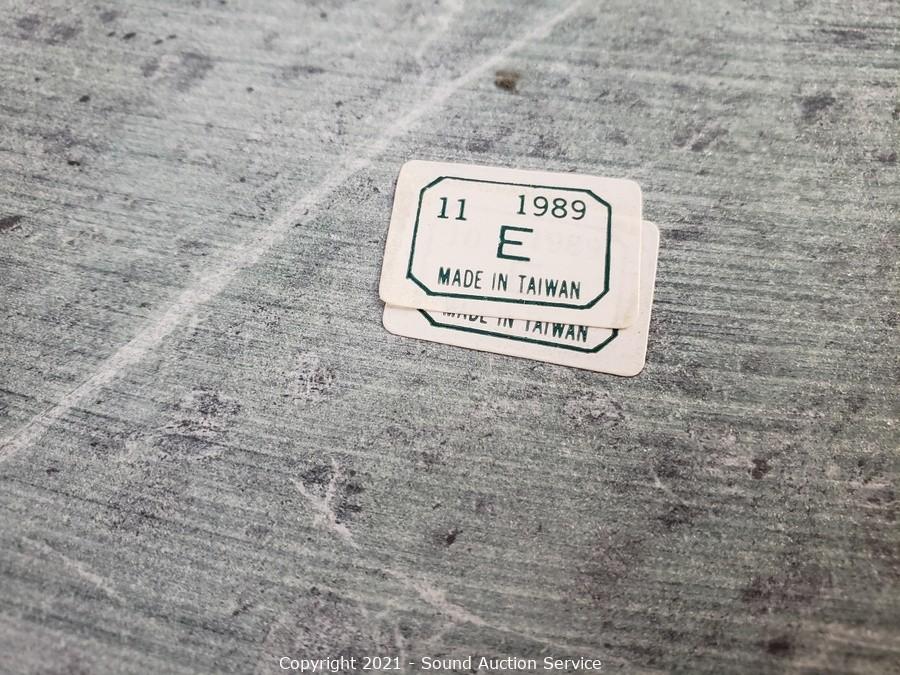 11 1989
E
MADE IN TAIWAN
MADE IN TAIWAN
Copyright 2021 - Sound Auction Service